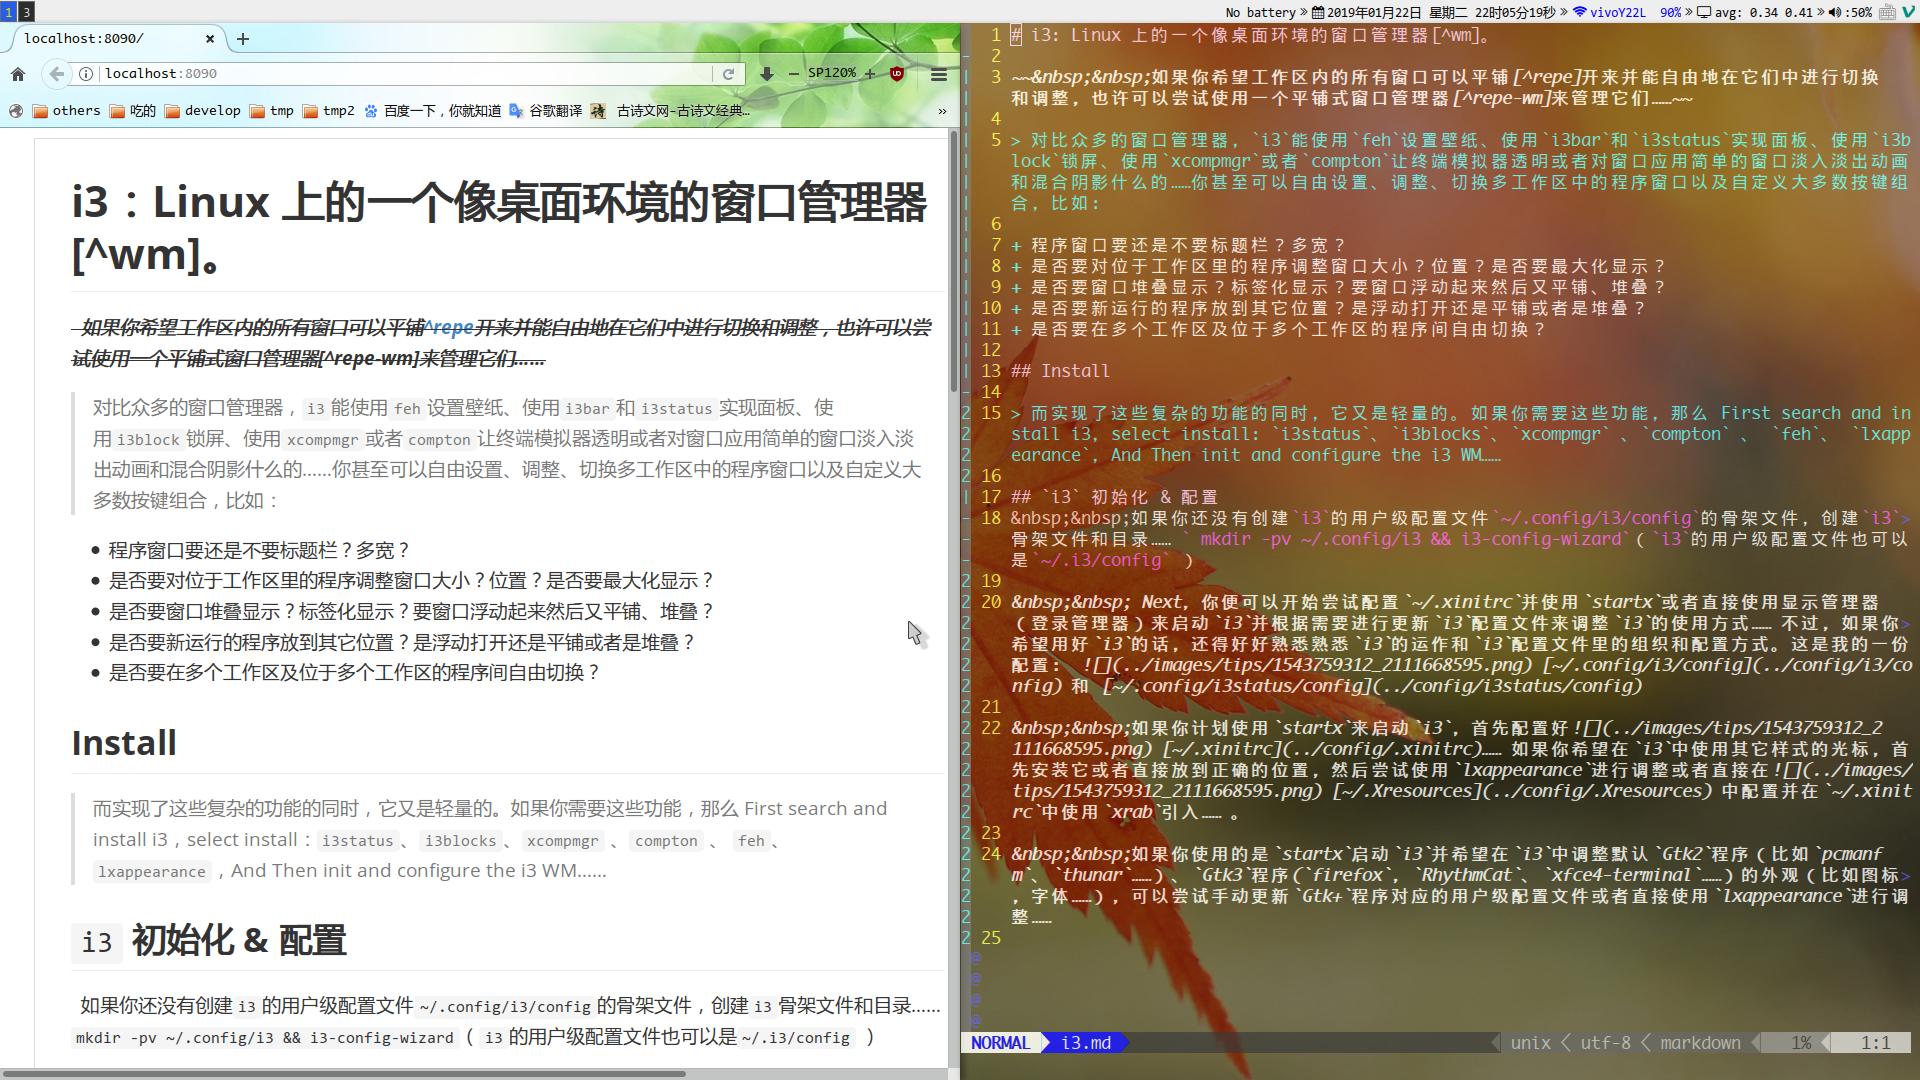 1 3
No battery » 2019年01月22日 星期二 22时05分19秒 » vivoY22L 90% » avg: 0.34 0.41 » :50%
localhost:8090/ × +
localhost:8090
SP120%
others 吃的 develop tmp tmp2 百度一下，你就知道 谷歌翻译 古诗文网-古诗文经典… »
i3：Linux 上的一个像桌面环境的窗口管理器
[^wm]。
如果你希望工作区内的所有窗口可以平铺^repe开来并能自由地在它们中进行切换和调整，也许可以尝
试使用一个平铺式窗口管理器[^repe-wm]来管理它们……
对比众多的窗口管理器，i3 能使用 feh 设置壁纸、使用 i3bar 和 i3status 实现面板、使
用 i3block 锁屏、使用 xcompmgr 或者 compton 让终端模拟器透明或者对窗口应用简单的窗口淡入淡
出动画和混合阴影什么的……你甚至可以自由设置、调整、切换多工作区中的程序窗口以及自定义大
多数按键组合，比如：
● 程序窗口要还是不要标题栏？多宽？
● 是否要对位于工作区里的程序调整窗口大小？位置？是否要最大化显示？
● 是否要窗口堆叠显示？标签化显示？要窗口浮动起来然后又平铺、堆叠？
● 是否要新运行的程序放到其它位置？是浮动打开还是平铺或者是堆叠？
● 是否要在多个工作区及位于多个工作区的程序间自由切换？
Install
而实现了这些复杂的功能的同时，它又是轻量的。如果你需要这些功能，那么 First search and
install i3，select install：i3status 、 i3blocks 、 xcompmgr 、 compton 、 feh 、
lxappearance ，And Then init and configure the i3 WM……
i3 初始化 & 配置
如果你还没有创建 i3 的用户级配置文件 ~/.config/i3/config 的骨架文件，创建 i3 骨架文件和目录……
mkdir -pv ~/.config/i3 && i3-config-wizard （ i3 的用户级配置文件也可以是 ~/.i3/config ）
1 # i3: Linux 上的一个像桌面环境的窗口管理器[^wm]。
2
3 ~~&nbsp;&nbsp;如果你希望工作区内的所有窗口可以平铺[^repe]开来并能自由地在它们中进行切换
和调整，也许可以尝试使用一个平铺式窗口管理器[^repe-wm]来管理它们……~~
4
5 > 对比众多的窗口管理器，`i3`能使用`feh`设置壁纸、使用`i3bar`和`i3status`实现面板、使用`i3b
lock`锁屏、使用`xcompmgr`或者`compton`让终端模拟器透明或者对窗口应用简单的窗口淡入淡出动画
和混合阴影什么的……你甚至可以自由设置、调整、切换多工作区中的程序窗口以及自定义大多数按键组
合，比如：
6
7 + 程序窗口要还是不要标题栏？多宽？
8 + 是否要对位于工作区里的程序调整窗口大小？位置？是否要最大化显示？
9 + 是否要窗口堆叠显示？标签化显示？要窗口浮动起来然后又平铺、堆叠？
10 + 是否要新运行的程序放到其它位置？是浮动打开还是平铺或者是堆叠？
11 + 是否要在多个工作区及位于多个工作区的程序间自由切换？
12
13 ## Install
14
15 > 而实现了这些复杂的功能的同时，它又是轻量的。如果你需要这些功能，那么 First search and in
stall i3, select install: `i3status`、`i3blocks`、`xcompmgr` 、`compton` 、 `feh`、 `lxapp
earance`, And Then init and configure the i3 WM……
16
17 ## `i3` 初始化 & 配置
18 &nbsp;&nbsp;如果你还没有创建`i3`的用户级配置文件`~/.config/i3/config`的骨架文件，创建`i3`>
骨架文件和目录…… ` mkdir -pv ~/.config/i3 && i3-config-wizard`（`i3`的用户级配置文件也可以
是`~/.i3/config` ）
19
20 &nbsp;&nbsp; Next，你便可以开始尝试配置`~/.xinitrc`并使用`startx`或者直接使用显示管理器
（登录管理器）来启动`i3`并根据需要进行更新`i3`配置文件来调整`i3`的使用方式…… 不过，如果你>
希望用好`i3`的话，还得好好熟悉熟悉`i3`的运作和`i3`配置文件里的组织和配置方式。这是我的一份
配置： ![](../images/tips/1543759312_2111668595.png) [~/.config/i3/config](../config/i3/co
nfig) 和 [~/.config/i3status/config](../config/i3status/config)
21
22 &nbsp;&nbsp;如果你计划使用`startx`来启动`i3`，首先配置好![](../images/tips/1543759312_2
111668595.png) [~/.xinitrc](../config/.xinitrc)…… 如果你希望在`i3`中使用其它样式的光标，首
先安装它或者直接放到正确的位置，然后尝试使用`lxappearance`进行调整或者直接在![](../images/
tips/1543759312_2111668595.png) [~/.Xresources](../config/.Xresources) 中配置并在`~/.xinit
rc`中使用`xrab`引入…… 。
23
24 &nbsp;&nbsp;如果你使用的是`startx`启动`i3`并希望在`i3`中调整默认`Gtk2`程序（比如`pcmanf
m`、`thunar`……）、`Gtk3`程序(`firefox`, `RhythmCat`、`xfce4-terminal`……）的外观（比如图标>
，字体……），可以尝试手动更新`Gtk+`程序对应的用户级配置文件或者直接使用`lxappearance`进行调
整……
25
@
@
@
@
NORMAL i3.md unix < utf-8 < markdown 1% 1:1